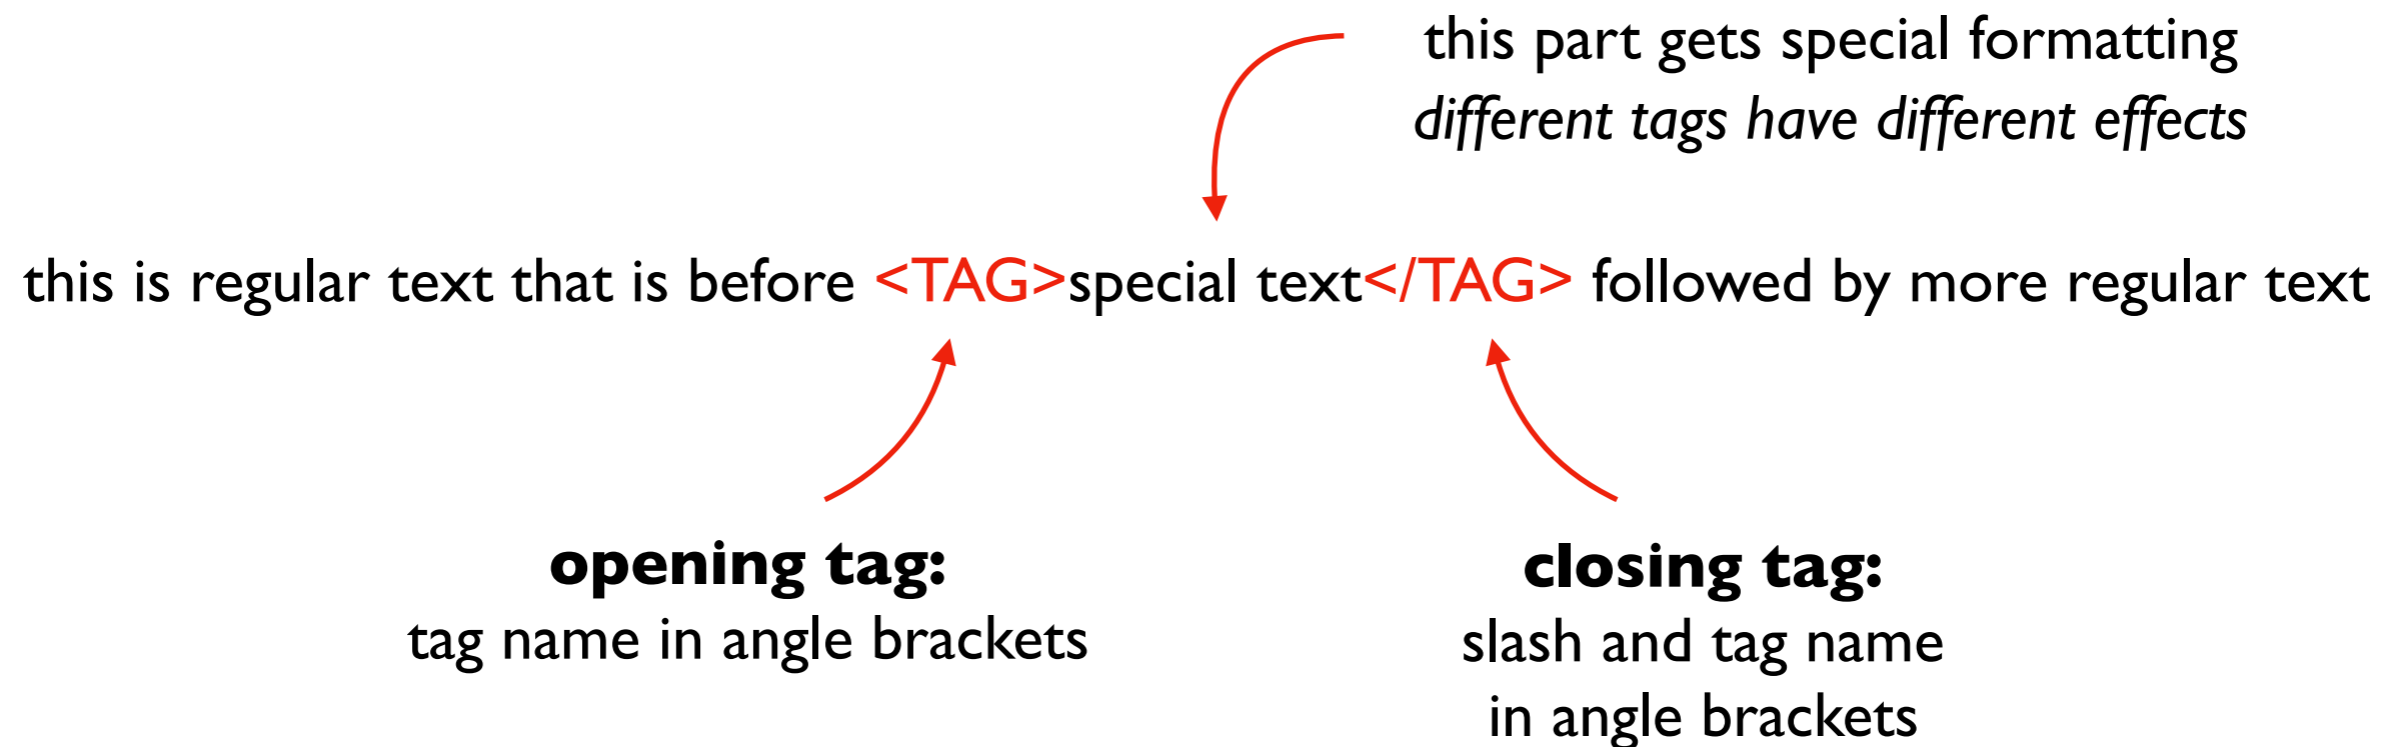 this part gets special formatting
different tags have different effects
this is regular text that is before <TAG>special text</TAG> followed by more regular text
opening tag:
tag name in angle brackets
closing tag:
slash and tag name
in angle brackets